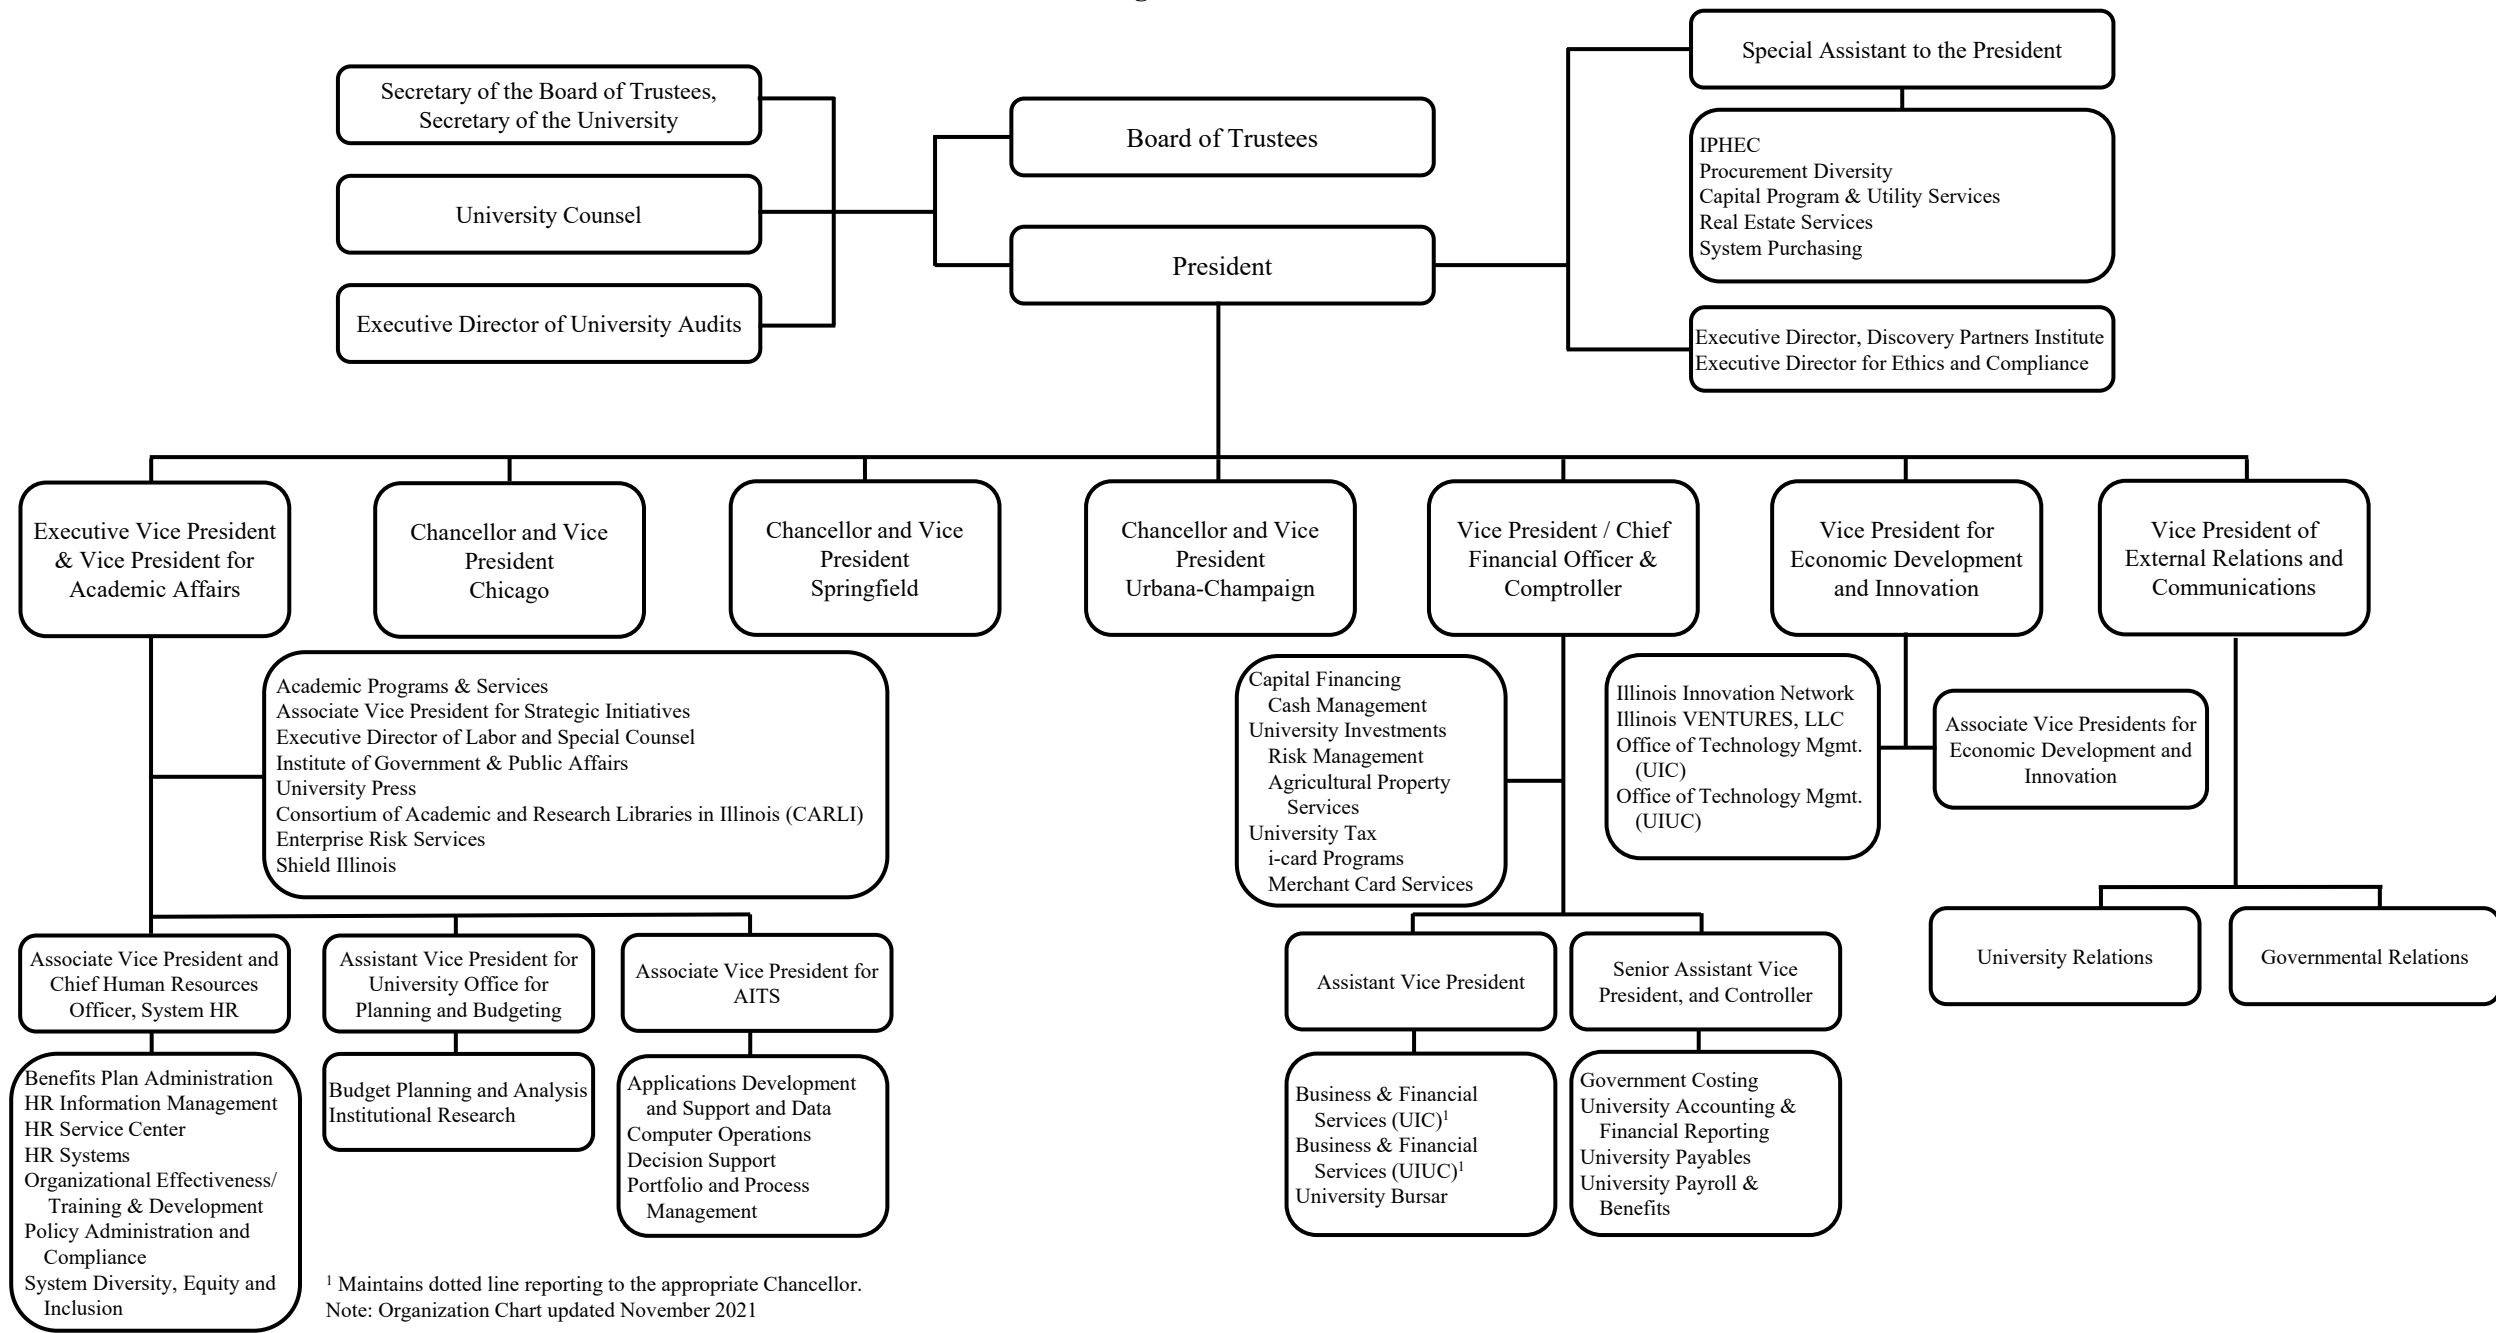 Special Assistant to the President
Secretary of the Board of Trustees,
Secretary of the University
Board of Trustees
IPHEC
Procurement Diversity
Capital Program & Utility Services
Real Estate Services
System Purchasing
University Counsel
President
Executive Director of University Audits
Executive Director, Discovery Partners Institute
Executive Director for Ethics and Compliance
Executive Vice President
& Vice President for
Academic Affairs
Chancellor and Vice
President
Chicago
Chancellor and Vice
President
Springfield
Chancellor and Vice
President
Urbana-Champaign
Vice President / Chief
Financial Officer &
Comptroller
Vice President for
Economic Development
and Innovation
Vice President of
External Relations and
Communications
Academic Programs & Services
Associate Vice President for Strategic Initiatives
Executive Director of Labor and Special Counsel
Institute of Government & Public Affairs
University Press
Consortium of Academic and Research Libraries in Illinois (CARLI)
Enterprise Risk Services
Shield Illinois
Capital Financing
Cash Management
University Investments
Risk Management
Agricultural Property
Services
University Tax
i-card Programs
Merchant Card Services
Illinois Innovation Network
Illinois VENTURES, LLC
Office of Technology Mgmt.
(UIC)
Office of Technology Mgmt.
(UIUC)
Associate Vice Presidents for
Economic Development and
Innovation
Associate Vice President and
Chief Human Resources
Officer, System HR
Assistant Vice President for
University Office for
Planning and Budgeting
Associate Vice President for
AITS
Assistant Vice President
Senior Assistant Vice
President, and Controller
University Relations
Governmental Relations
Benefits Plan Administration
HR Information Management
HR Service Center
HR Systems
Organizational Effectiveness/
Training & Development
Policy Administration and
Compliance
System Diversity, Equity and
Inclusion
Budget Planning and Analysis
Institutional Research
Applications Development
and Support and Data
Computer Operations
Decision Support
Portfolio and Process
Management
Business & Financial
Services (UIC)¹
Business & Financial
Services (UIUC)¹
University Bursar
Government Costing
University Accounting &
Financial Reporting
University Payables
University Payroll &
Benefits
¹ Maintains dotted line reporting to the appropriate Chancellor.
Note: Organization Chart updated November 2021